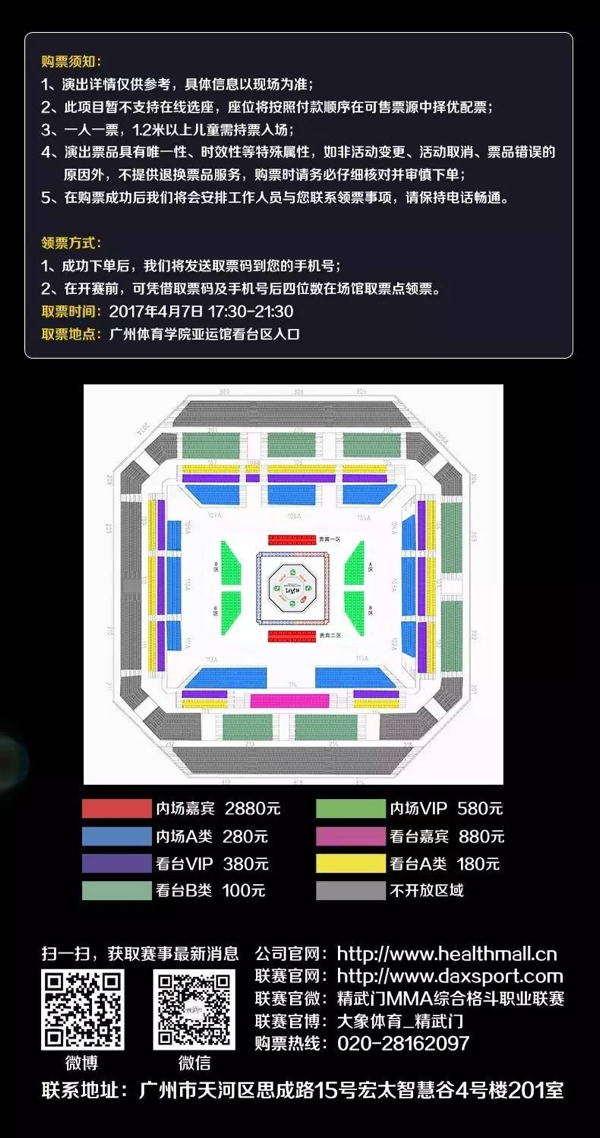 购票须知:
1、演出详情仅供参考，具体信息以现场为准；
2、此项目暂不支持在线选座，座位将按照付款顺序在可售票源中择优配票；
3、一人一票，1.2米以上儿童需持票入场；
4、演出票品具有唯一性、时效性等特殊属性，如非活动变更、活动取消、票品错误的
原因外，不提供退换票品服务，购票时请务必仔细核对并审慎下单；
5、在购票成功后我们将会安排工作人员与您联系领票事项，请保持电话畅通。
领票方式:
1、成功下单后，我们将发送取票码到您的手机号；
2、在开赛前，可凭借取票码及手机号后四位数在场馆取票点领票。
取票时间: 2017年4月7日 17:30-21:30
取票地点: 广州体育学院亚运馆看台区入口
贵宾一区
贵宾二区
内场嘉宾 2880元
内场VIP 580元
内场A类 280元
看台嘉宾 880元
看台VIP 380元
看台A类 180元
看台B类 100元
不开放区域
扫一扫，获取赛事最新消息
公司官网: http://www.healthmall.cn
联赛官网: http://www.daxsport.com
联赛官微: 精武门MMA综合格斗职业联赛
联赛官博: 大象体育_精武门
购票热线: 020-28162097
微博
微信
联系地址: 广州市天河区思成路15号宏太智慧谷4号楼201室